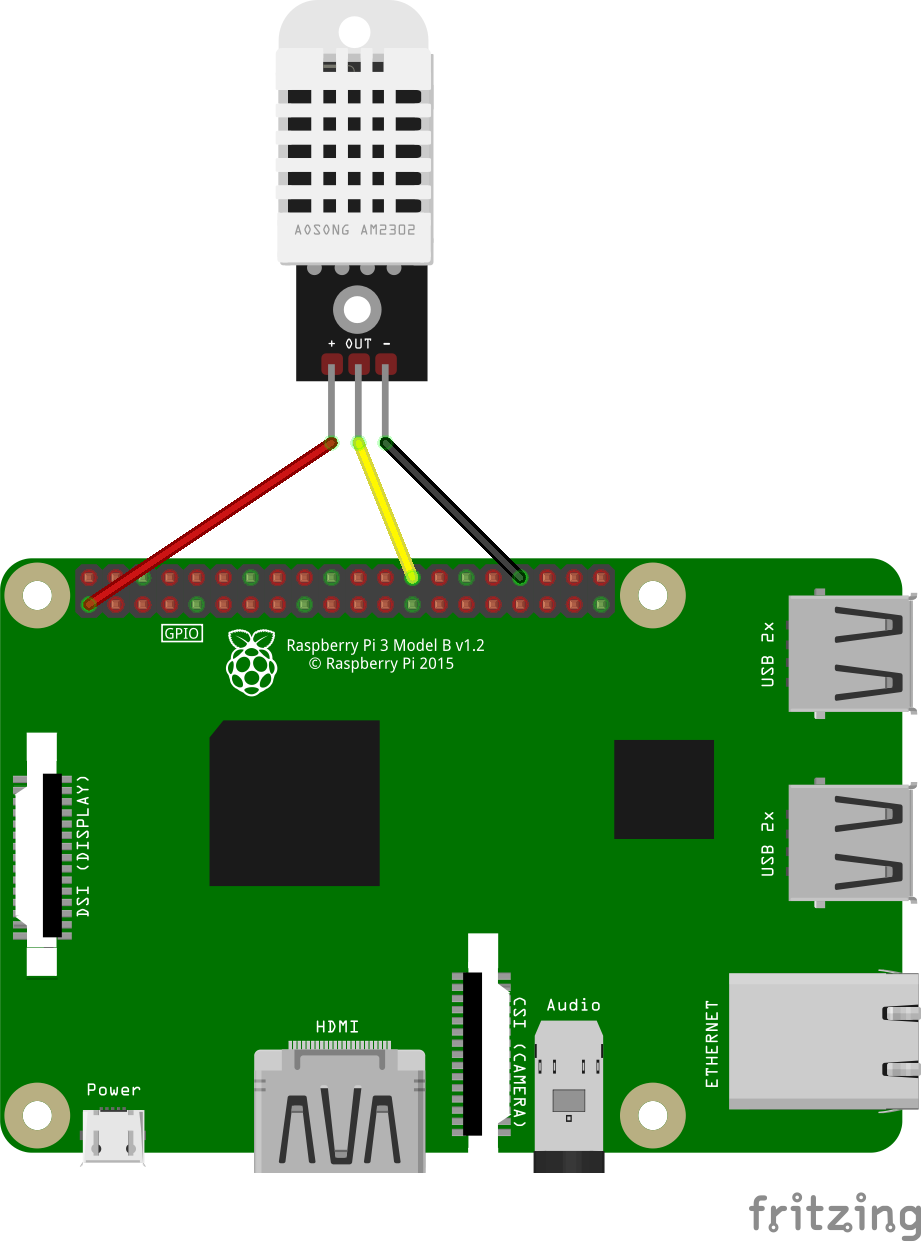 AOSONG AM2302
+ OUT -
GPIO
Raspberry Pi 3 Model B v1.2
© Raspberry Pi 2015
USB 2x
DSI (DISPLAY)
USB 2x
CSI (CAMERA)
Audio
ETHERNET
HDMI
Power
fritzing